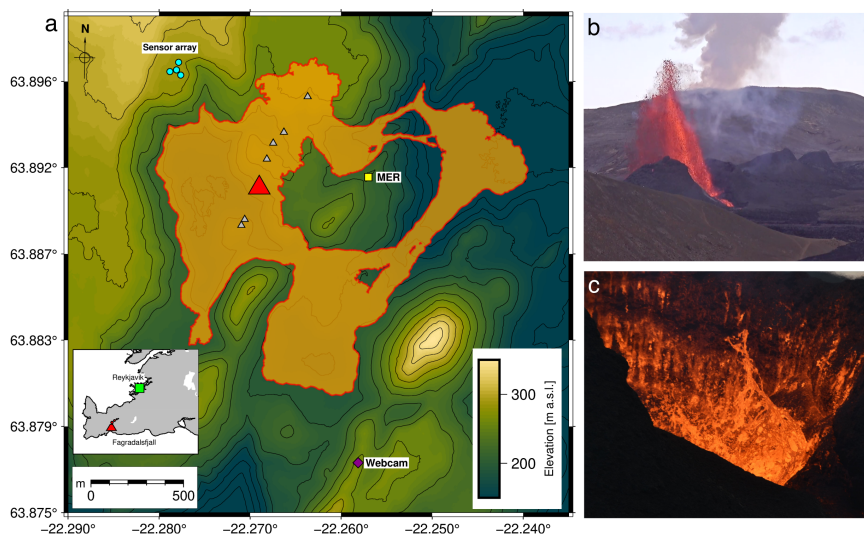 a
N
Sensor array
63.896
63.892
63.887
63.883
63.879
63.875
MER
Webcam
Reykjavik
Fagradalsfjall
m
0 500
Elevation [m a.s.l.]
300
200
−22.290 −22.280 −22.270 −22.260 −22.250 −22.240
b
c